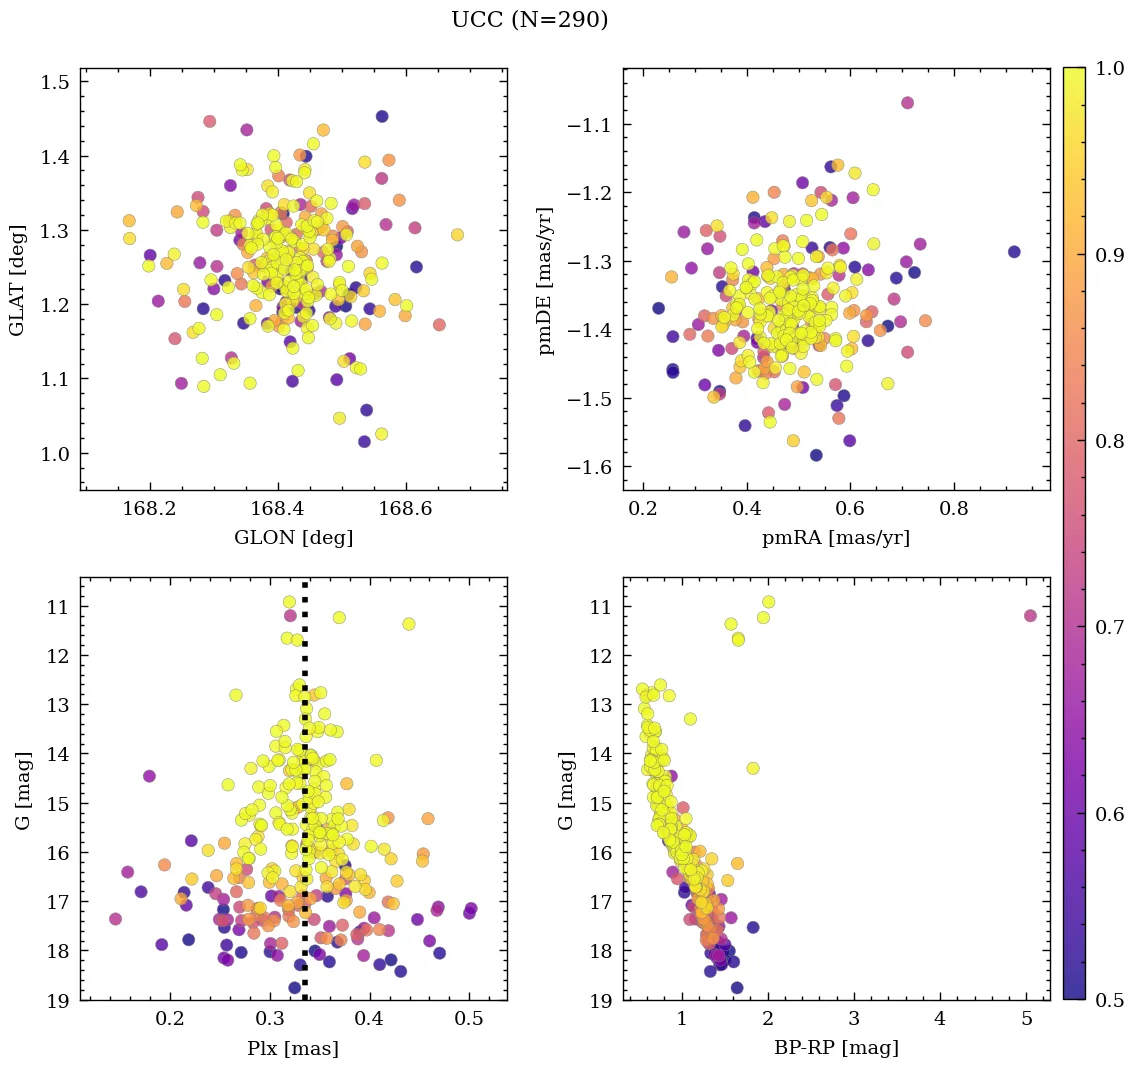 UCC (N=290)
1.5
1.4
1.3
1.2
1.1
1.0
GLAT [deg]
168.2 168.4 168.6
GLON [deg]
−1.1
−1.2
−1.3
−1.4
−1.5
−1.6
pmDE [mas/yr]
0.2 0.4 0.6 0.8
pmRA [mas/yr]
1.0
0.9
0.8
0.7
0.6
0.5
11
12
13
14
15
16
17
18
19
G [mag]
0.2 0.3 0.4 0.5
Plx [mas]
11
12
13
14
15
16
17
18
19
G [mag]
1 2 3 4 5
BP-RP [mag]